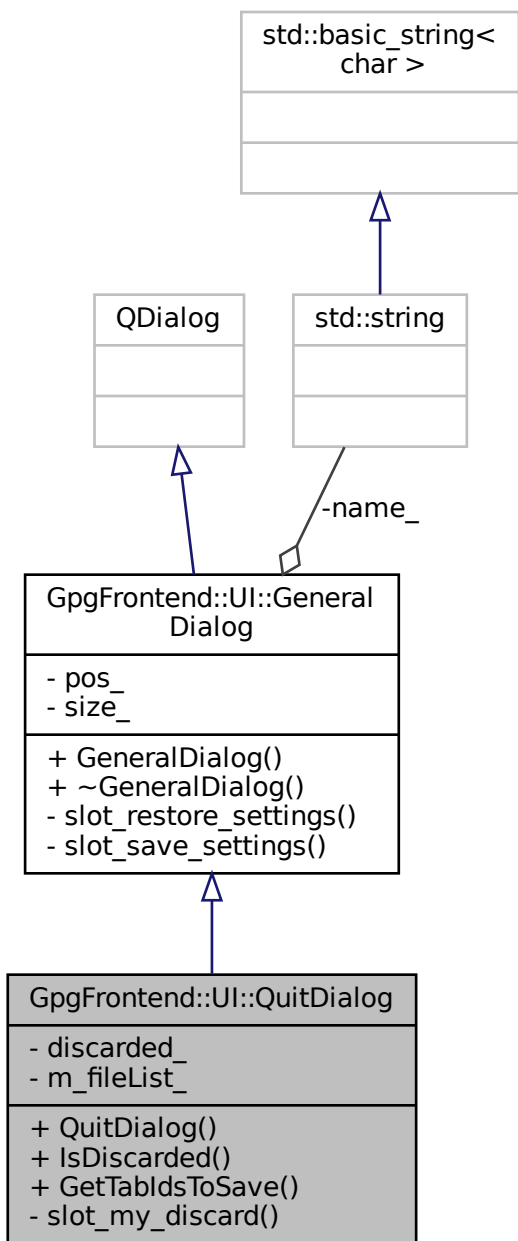 std::basic_string<
char >
QDialog
std::string
-name_
GpgFrontend::UI::General
Dialog
- pos_
- size_
+ GeneralDialog()
+ ~GeneralDialog()
- slot_restore_settings()
- slot_save_settings()
GpgFrontend::UI::QuitDialog
- discarded_
- m_fileList_
+ QuitDialog()
+ IsDiscarded()
+ GetTabIdsToSave()
- slot_my_discard()